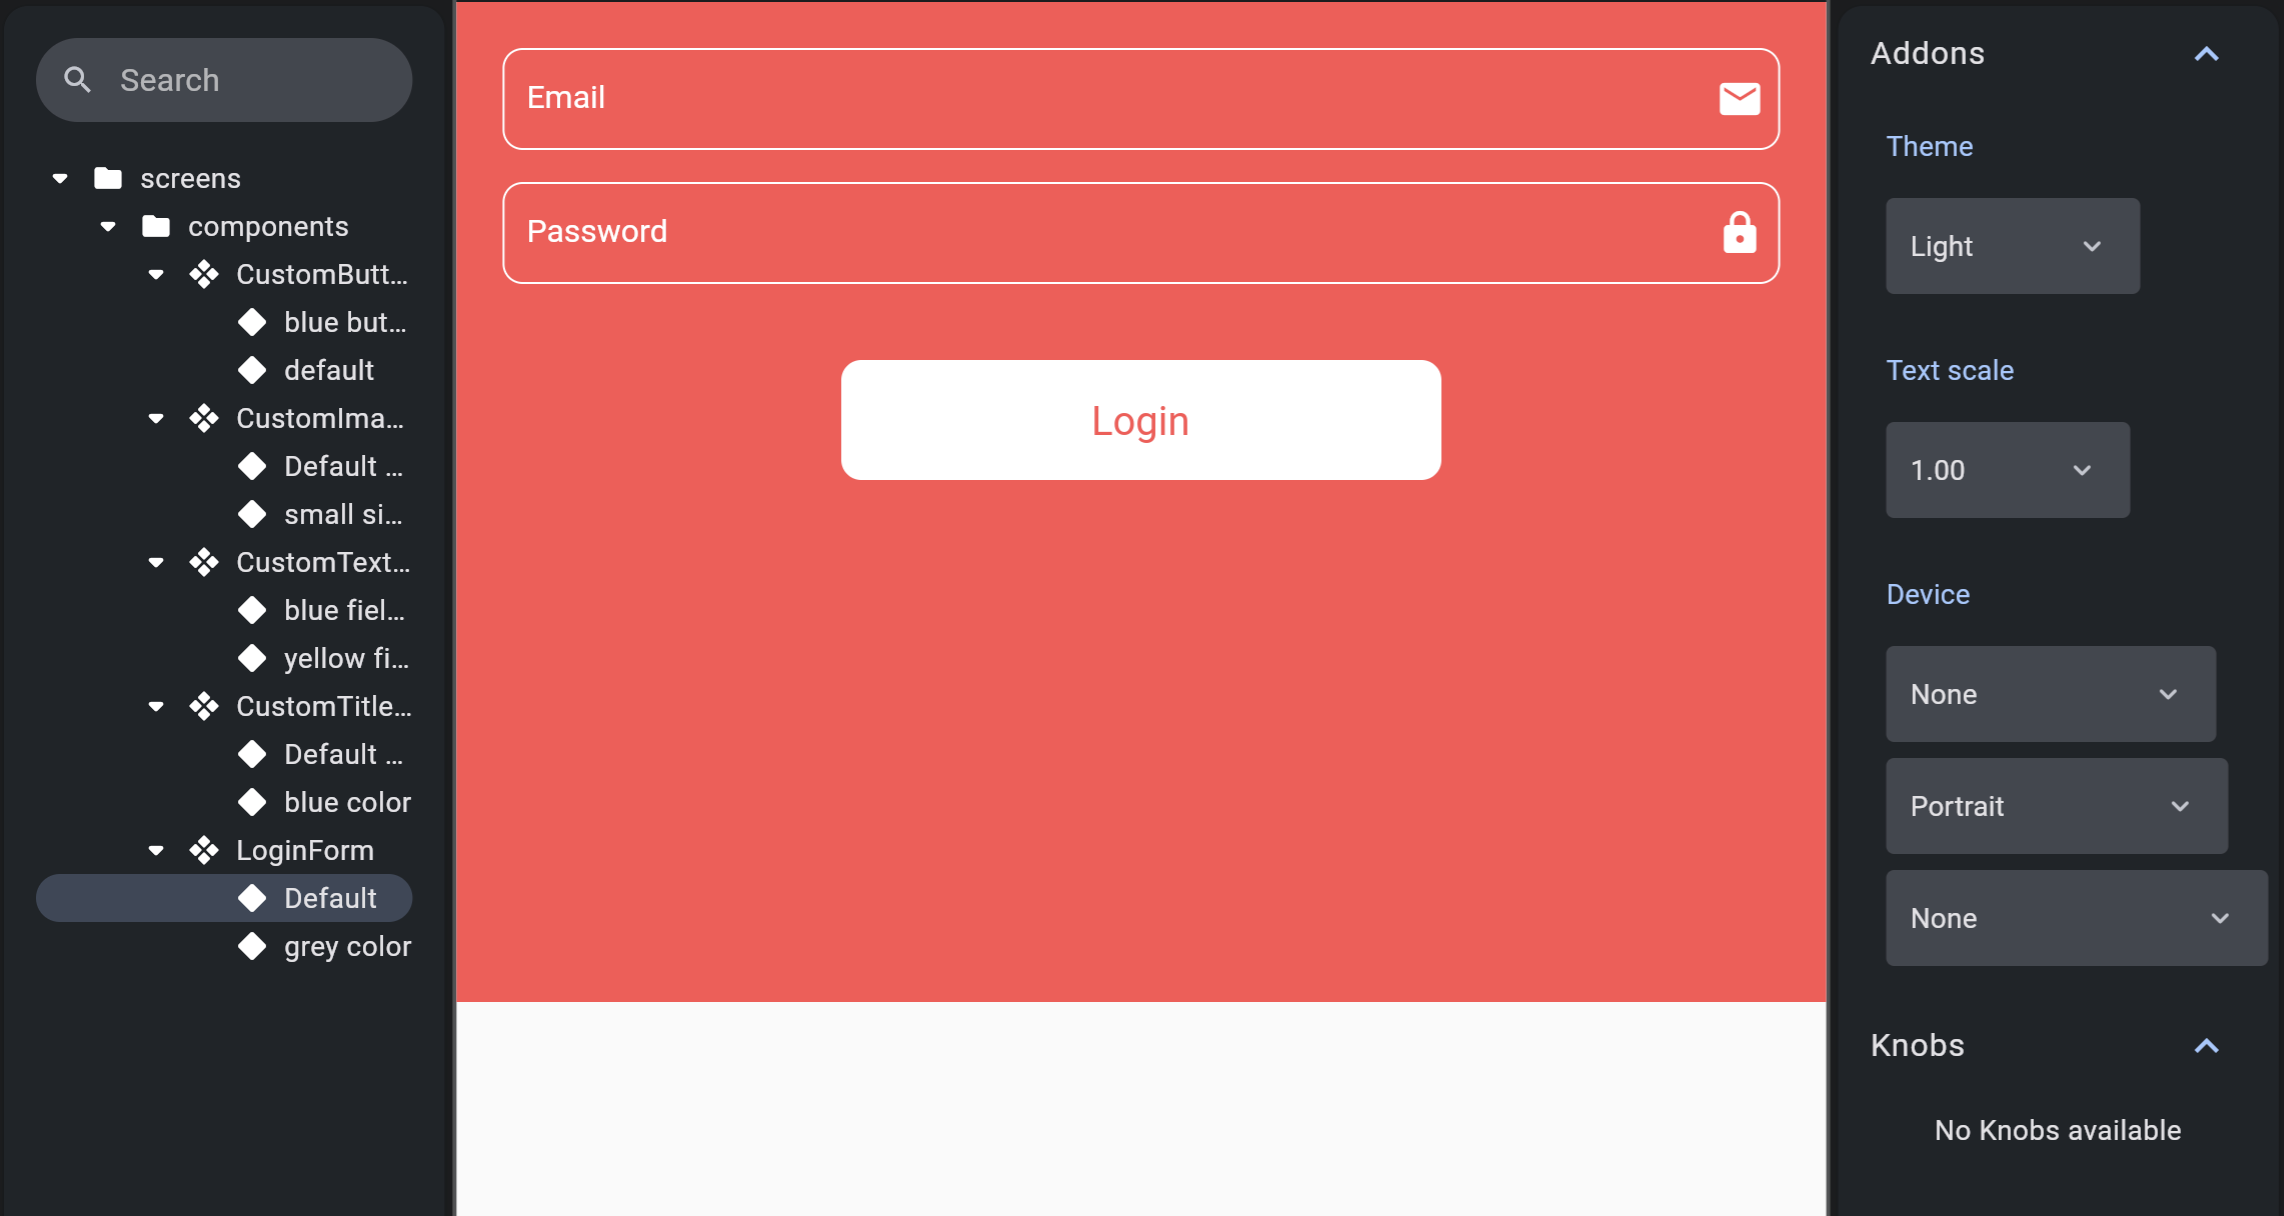 Search
screens
components
CustomButt...
blue but...
default
CustomIma...
Default ...
small si...
CustomText...
blue fiel...
yellow fi...
CustomTitle...
Default ...
blue color
LoginForm
Default
grey color
Email
Password
Login
Addons
Theme
Light
Text scale
1.00
Device
None
Portrait
None
Knobs
No Knobs available